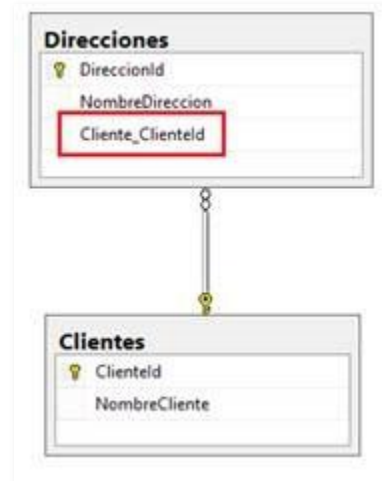 Direcciones
DireccionId
NombreDireccion
Cliente_ClienteId
Clientes
ClienteId
NombreCliente